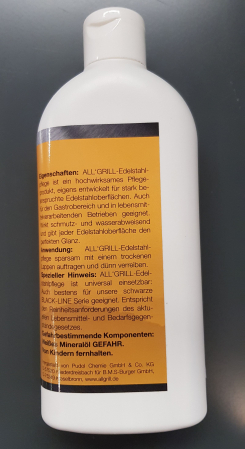 Eigenschaften: ALL'GRILL-Edelstahl-
pflege ist ein hochwirksames Pflege-
produkt, eigens entwickelt für stark be-
anspruchte Edelstahloberflächen. Auch
in den Gastrobereich und in lebensmit-
telverarbeitenden Betrieben geeignet.
Wirkt schmutz- und wasserabweisend
und gibt jeder Edelstahloberfläche den
perfekten Glanz.
Anwendung: ALL'GRILL-Edelstahl-
pflege sparsam mit einem trockenen
Lappen auftragen und dünn verreiben.
Spezieller Hinweis: ALL'GRILL-Edel-
stahlpflege ist universal einsetzbar.
Auch bestens für unsere schwarze
BLACK-LINE Serie geeignet. Entspricht
den Reinheitsanforderungen des aktu-
ellen Lebensmittel- und Bedarfsgegen-
ständegesetzes.
Gefahrbestimmende Komponenten:
Weißes Mineralöl GEFAHR.
Von Kindern fernhalten.
Pudol Chemie GmbH & Co. KG
für B.M.S-Burger GmbH,
www.allgrill.de